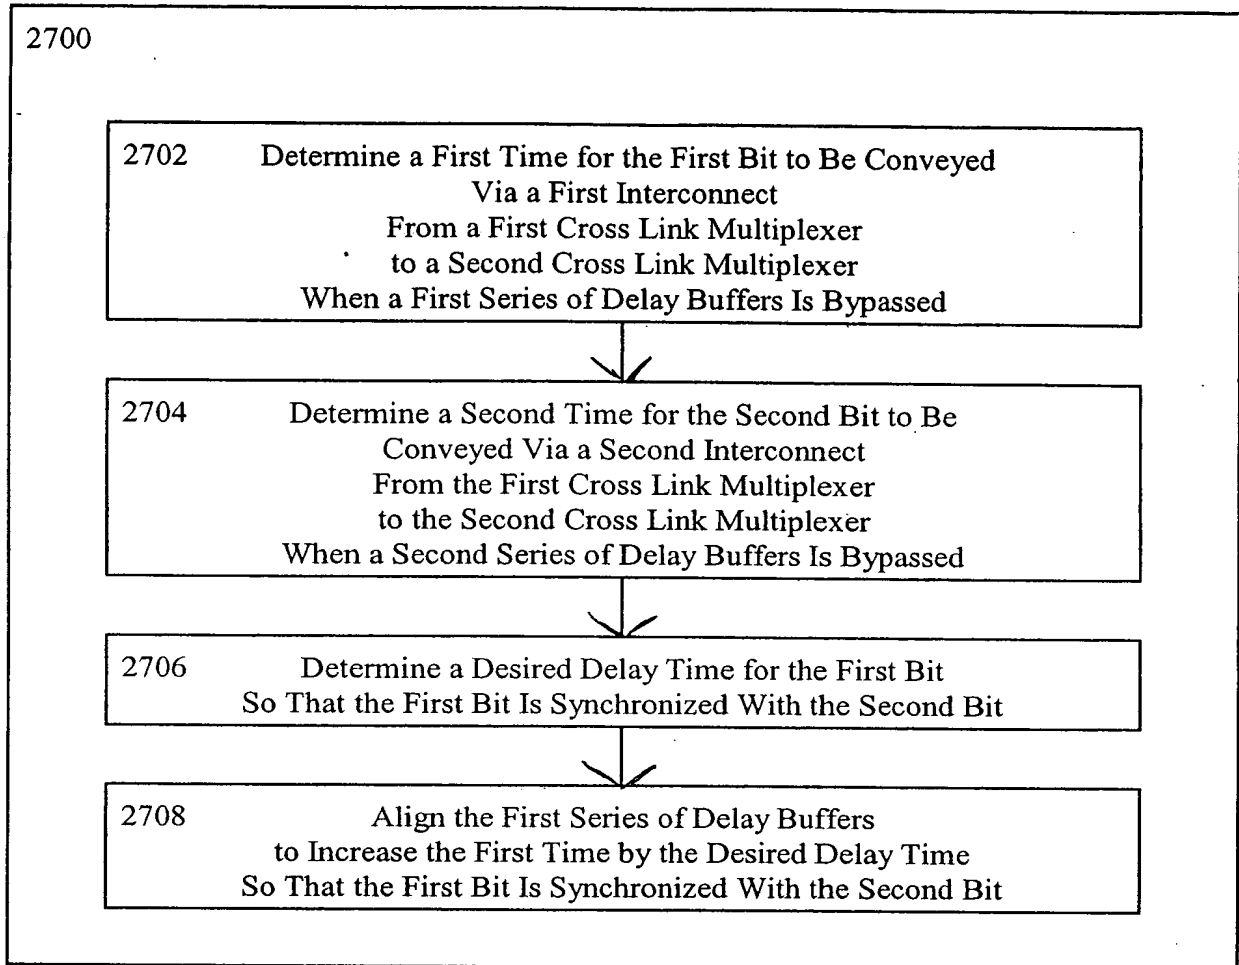 2700
2702 Determine a First Time for the First Bit to Be Conveyed
Via a First Interconnect
From a First Cross Link Multiplexer
to a Second Cross Link Multiplexer
When a First Series of Delay Buffers Is Bypassed
2704 Determine a Second Time for the Second Bit to Be
Conveyed Via a Second Interconnect
From the First Cross Link Multiplexer
to the Second Cross Link Multiplexer
When a Second Series of Delay Buffers Is Bypassed
2706 Determine a Desired Delay Time for the First Bit
So That the First Bit Is Synchronized With the Second Bit
2708 Align the First Series of Delay Buffers
to Increase the First Time by the Desired Delay Time
So That the First Bit Is Synchronized With the Second Bit